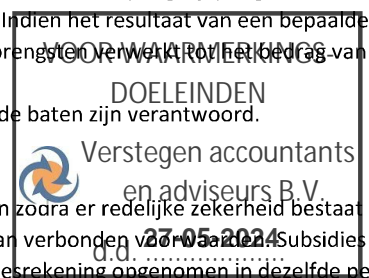 Indien het resultaat van een bepaalde
VOOR WAARMERKINGS-
prengsten verwerkt tot het bedrag van
DOELEINDEN
de baten zijn verantwoord.
Verstegen accountants
en adviseurs B.V.
n zodra er redelijke zekerheid bestaat
d.d. 27-05-2024
an verbonden voorwaarden. Subsidies
esrekening opgenomen in dezelfde pe